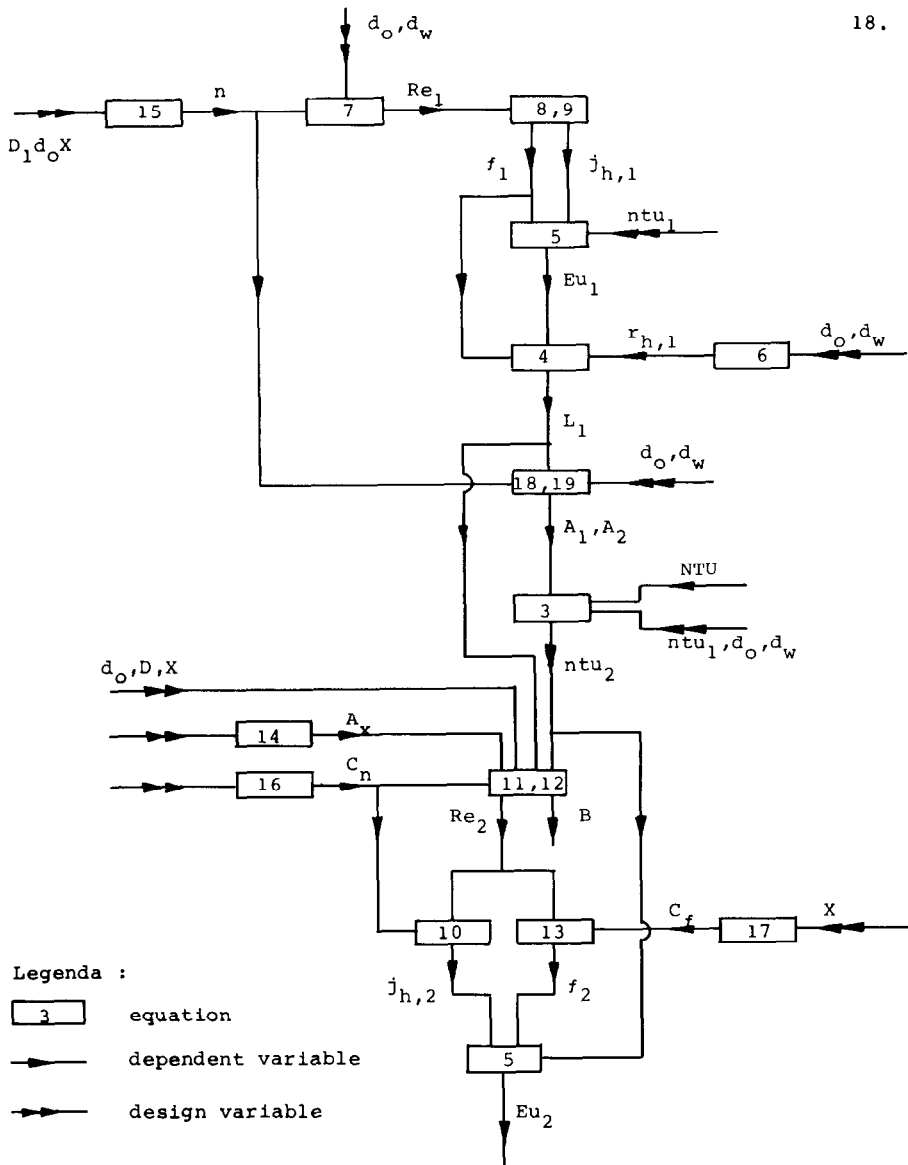 18.
d_o,d_w
n
Re_1
15
7
8,9
D_1d_oX
f_1
j_h,1
ntu_1
5
Eu_1
r_h,1
d_o,d_w
4
6
L_1
d_o,d_w
18,19
A_1,A_2
NTU
3
ntu_1,d_o,d_w
ntu_2
d_o,D,X
A_x
14
C_n
16
11,12
Re_2
B
C_f
X
10
13
17
Legenda :
j_h,2
f_2
3 equation
5
dependent variable
design variable
Eu_2